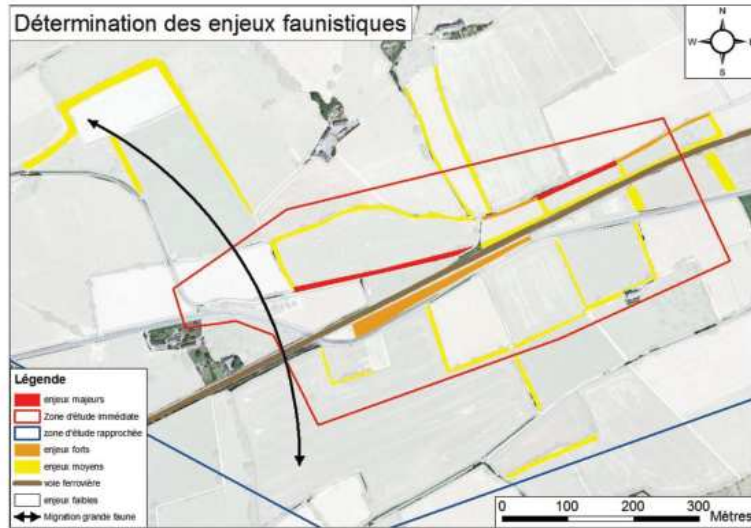 Détermination des enjeux faunistiques
N
W
E
S
Légende
enjeux majeurs
Zone d'étude immédiate
zone d'étude rapprochée
enjeux forts
enjeux moyens
voie ferrovière
enjeux faibles
Migration grande faune
0 100 200 300
Mètres